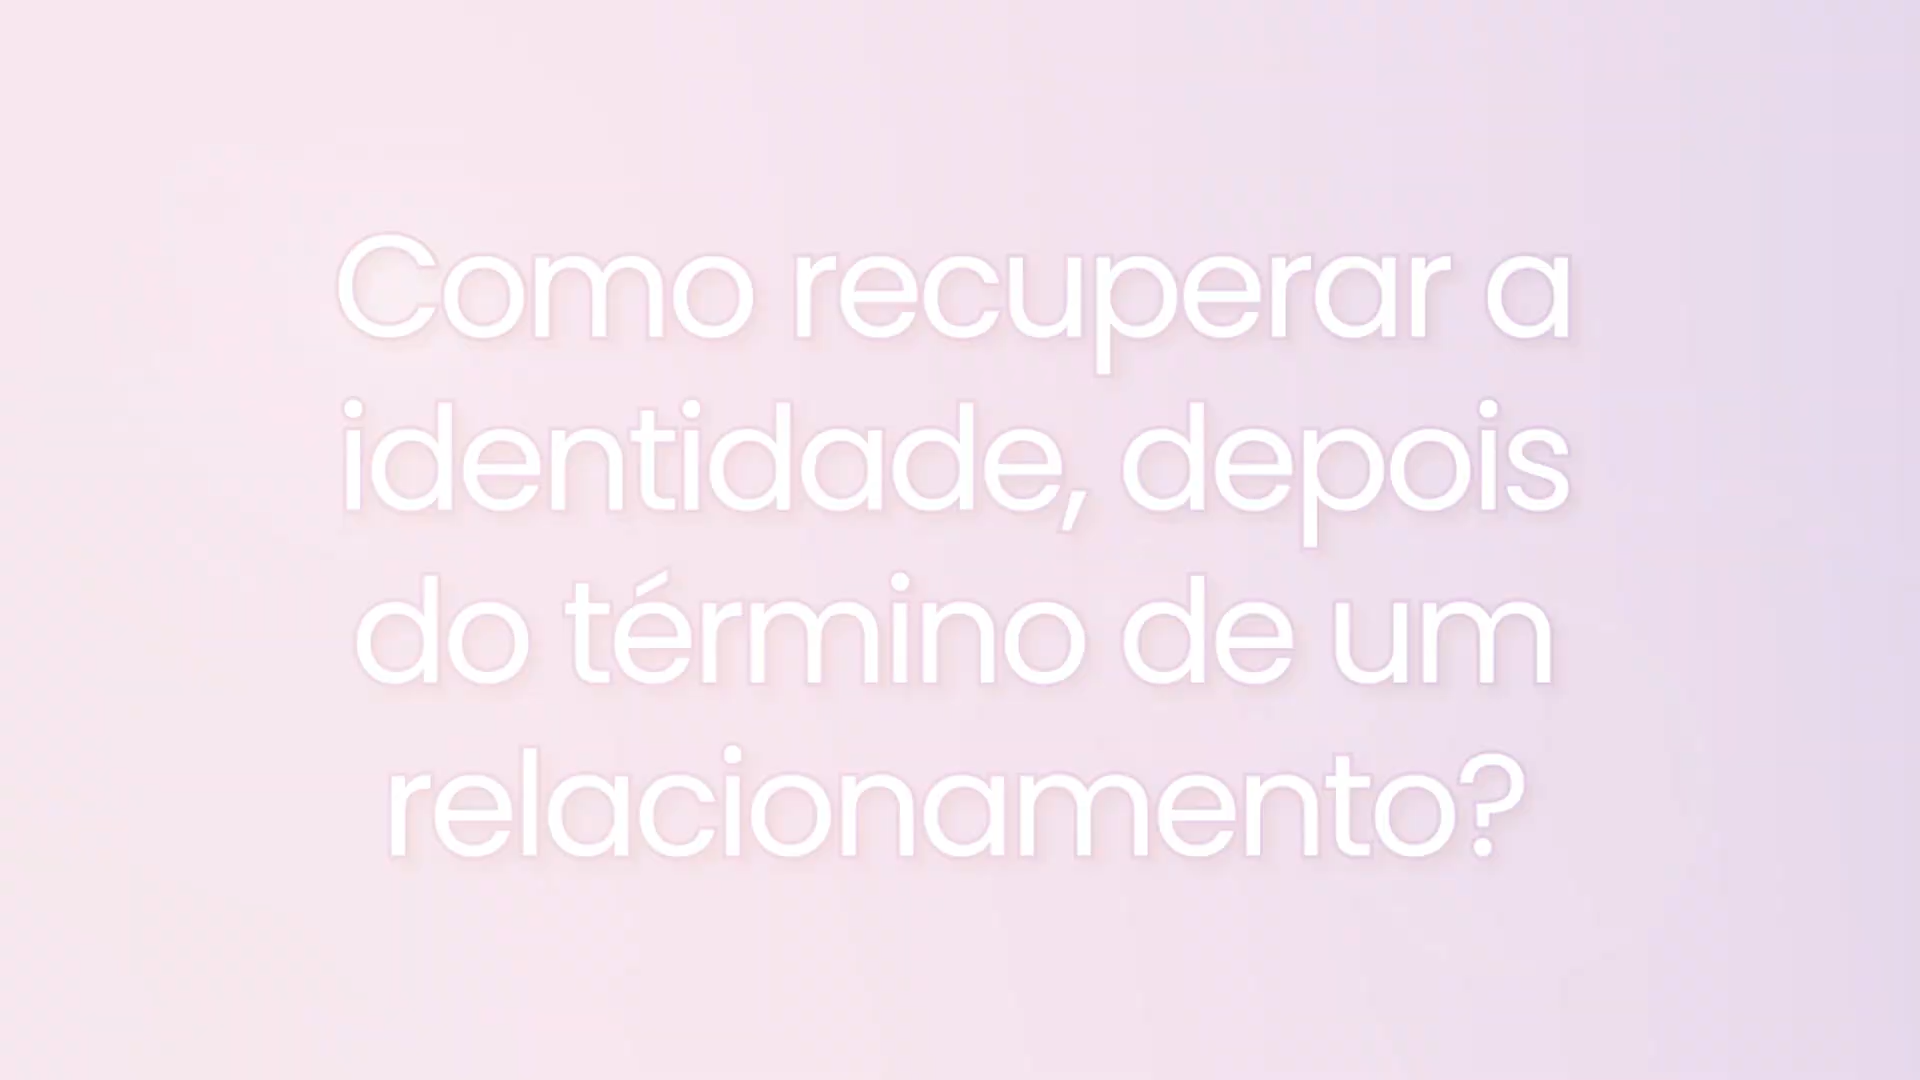 Como recuperar a
identidade, depois
do término de um
relacionamento?